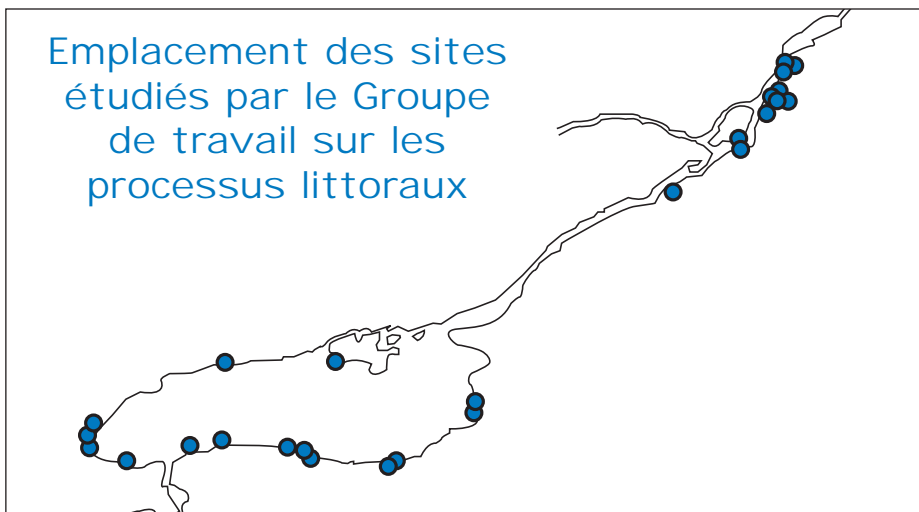 Emplacement des sites
étudiés par le Groupe
de travail sur les
processus littoraux